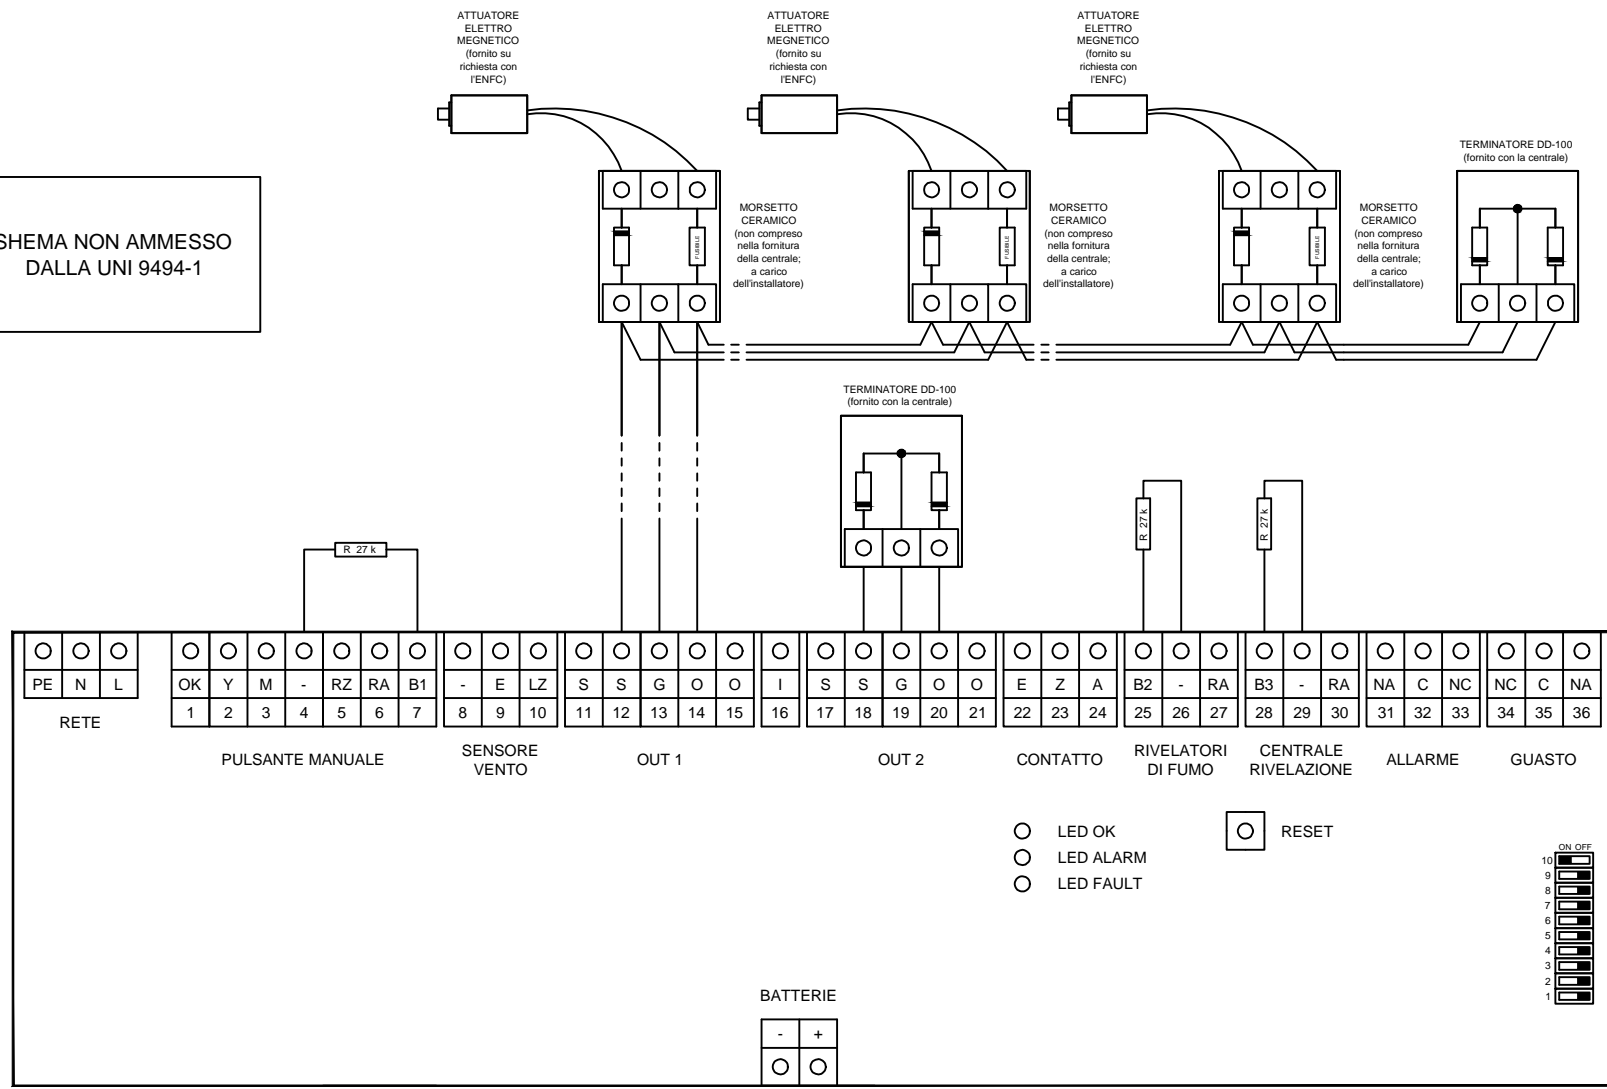 ATTUATORE
ELETTRO
MEGNETICO
(fornito su
richiesta con
l'ENFC)
ATTUATORE
ELETTRO
MEGNETICO
(fornito su
richiesta con
l'ENFC)
ATTUATORE
ELETTRO
MEGNETICO
(fornito su
richiesta con
l'ENFC)
TERMINATORE DD-100
(fornito con la centrale)
SHEMA NON AMMESSO
DALLA UNI 9494-1
FUSIBILE
MORSETTO
CERAMICO
(non compreso
nella fornitura
della centrale;
a carico
dell'installatore)
FUSIBILE
MORSETTO
CERAMICO
(non compreso
nella fornitura
della centrale;
a carico
dell'installatore)
FUSIBILE
MORSETTO
CERAMICO
(non compreso
nella fornitura
della centrale;
a carico
dell'installatore)
TERMINATORE DD-100
(fornito con la centrale)
R 27 k
R 27 k
R 27 k
PE N L OK Y M - RZ RA B1 - E LZ S S G O O I S S G O O E Z A B2 - RA B3 - RA NA C NC NC C NA
1 2 3 4 5 6 7 8 9 10 11 12 13 14 15 16 17 18 19 20 21 22 23 24 25 26 27 28 29 30 31 32 33 34 35 36
RETE
PULSANTE MANUALE
SENSORE
VENTO
OUT 1
OUT 2
CONTATTO
RIVELATORI
DI FUMO
CENTRALE
RIVELAZIONE
ALLARME
GUASTO
LED OK
LED ALARM
LED FAULT
RESET
ON OFF
10
9
8
7
6
5
4
3
2
1
BATTERIE
- +